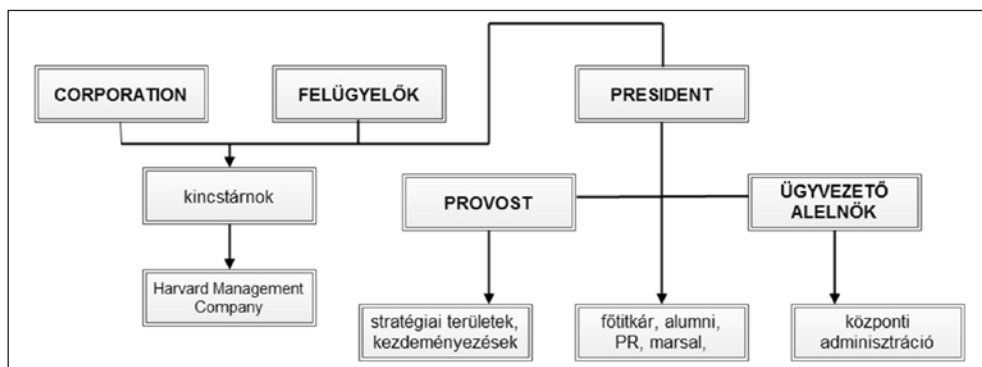 CORPORATION
FELÜGYELŐK
PRESIDENT
kincstárnok
PROVOST
ÜGYVEZETŐ
ALELNÖK
Harvard Management
Company
stratégiai területek,
kezdeményezések
főtitkár, alumni,
PR, marsal,
központi
adminisztráció